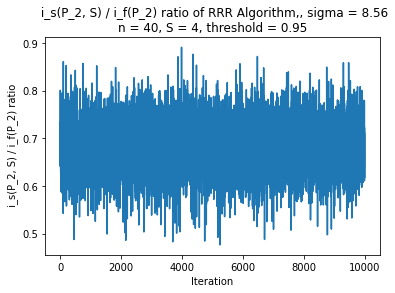 i_s(P_2, S) / i_f(P_2) ratio of RRR Algorithm,, sigma = 8.56
n = 40, S = 4, threshold = 0.95
i_s(P_2, S) / i_f(P_2) ratio
0.9
0.8
0.7
0.6
0.5
0
2000
4000
6000
8000
10000
Iteration